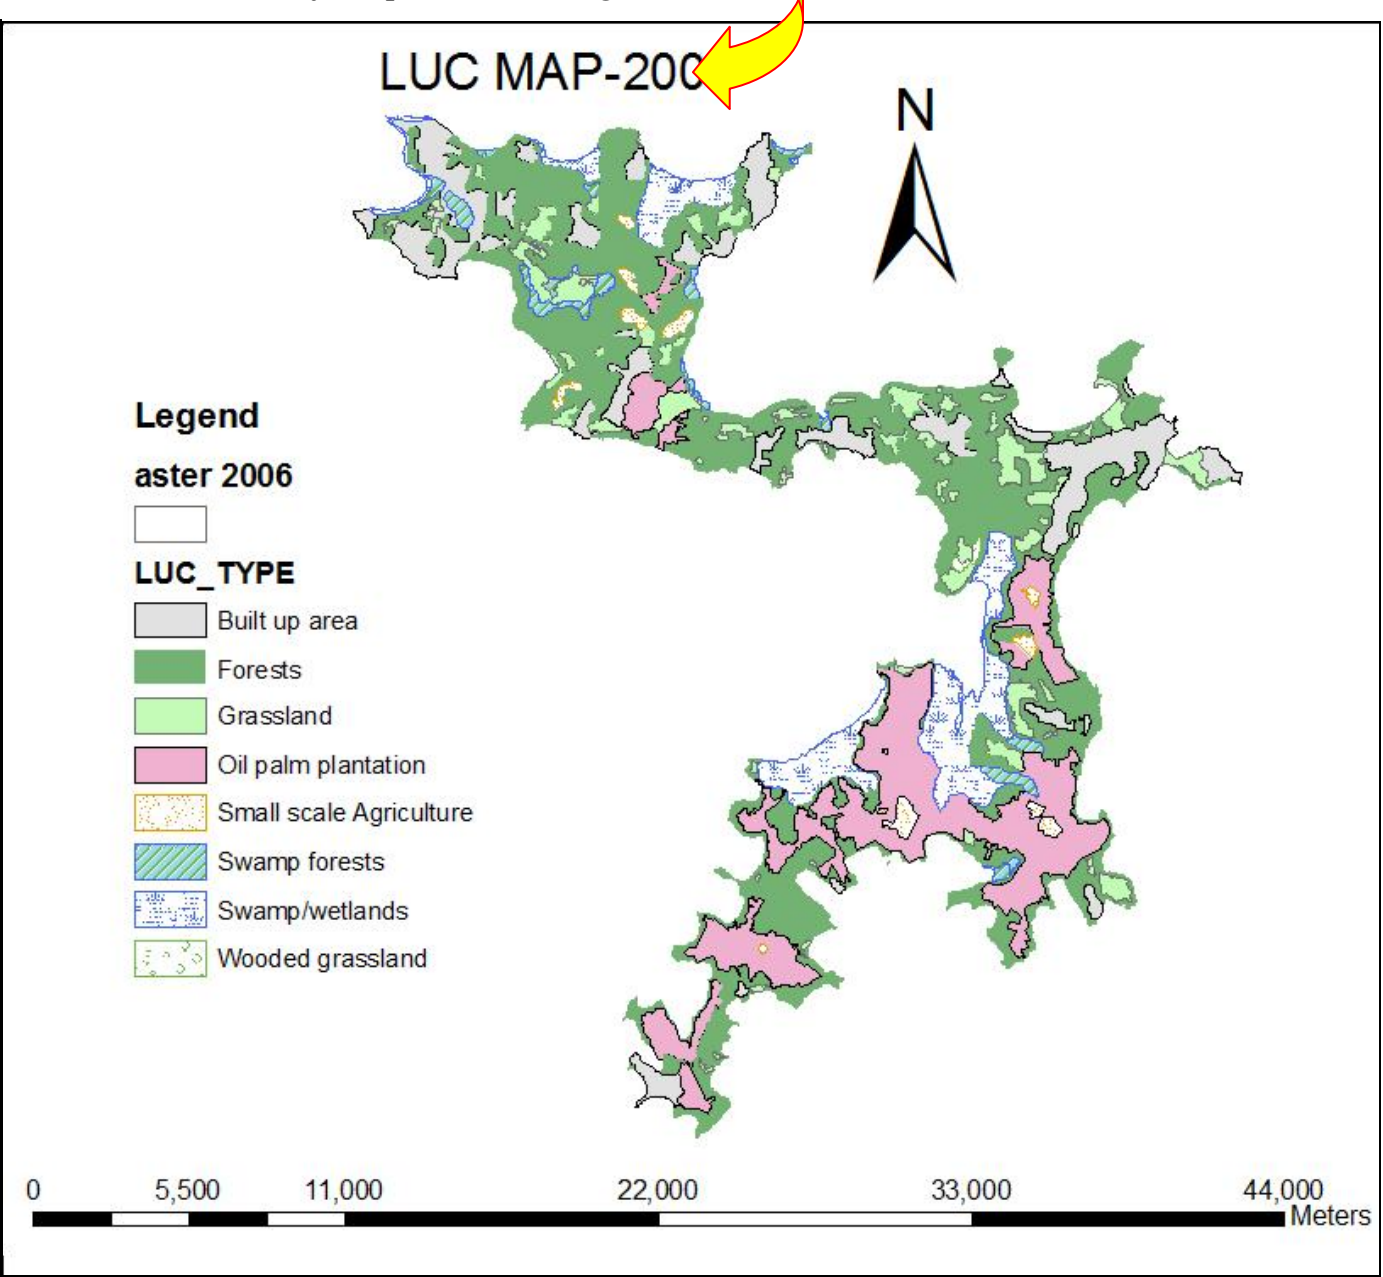 LUC MAP-200
N
Legend
aster 2006
LUC_TYPE
Built up area
Forests
Grassland
Oil palm plantation
Small scale Agriculture
Swamp forests
Swamp/wetlands
Wooded grassland
0 5,500 11,000 22,000 33,000 44,000
Meters